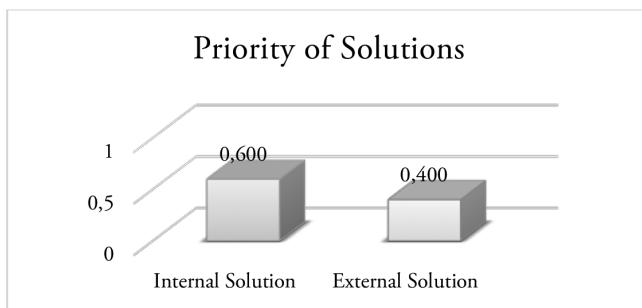 Priority of Solutions
1
0,5
0
0,600
0,400
Internal Solution
External Solution